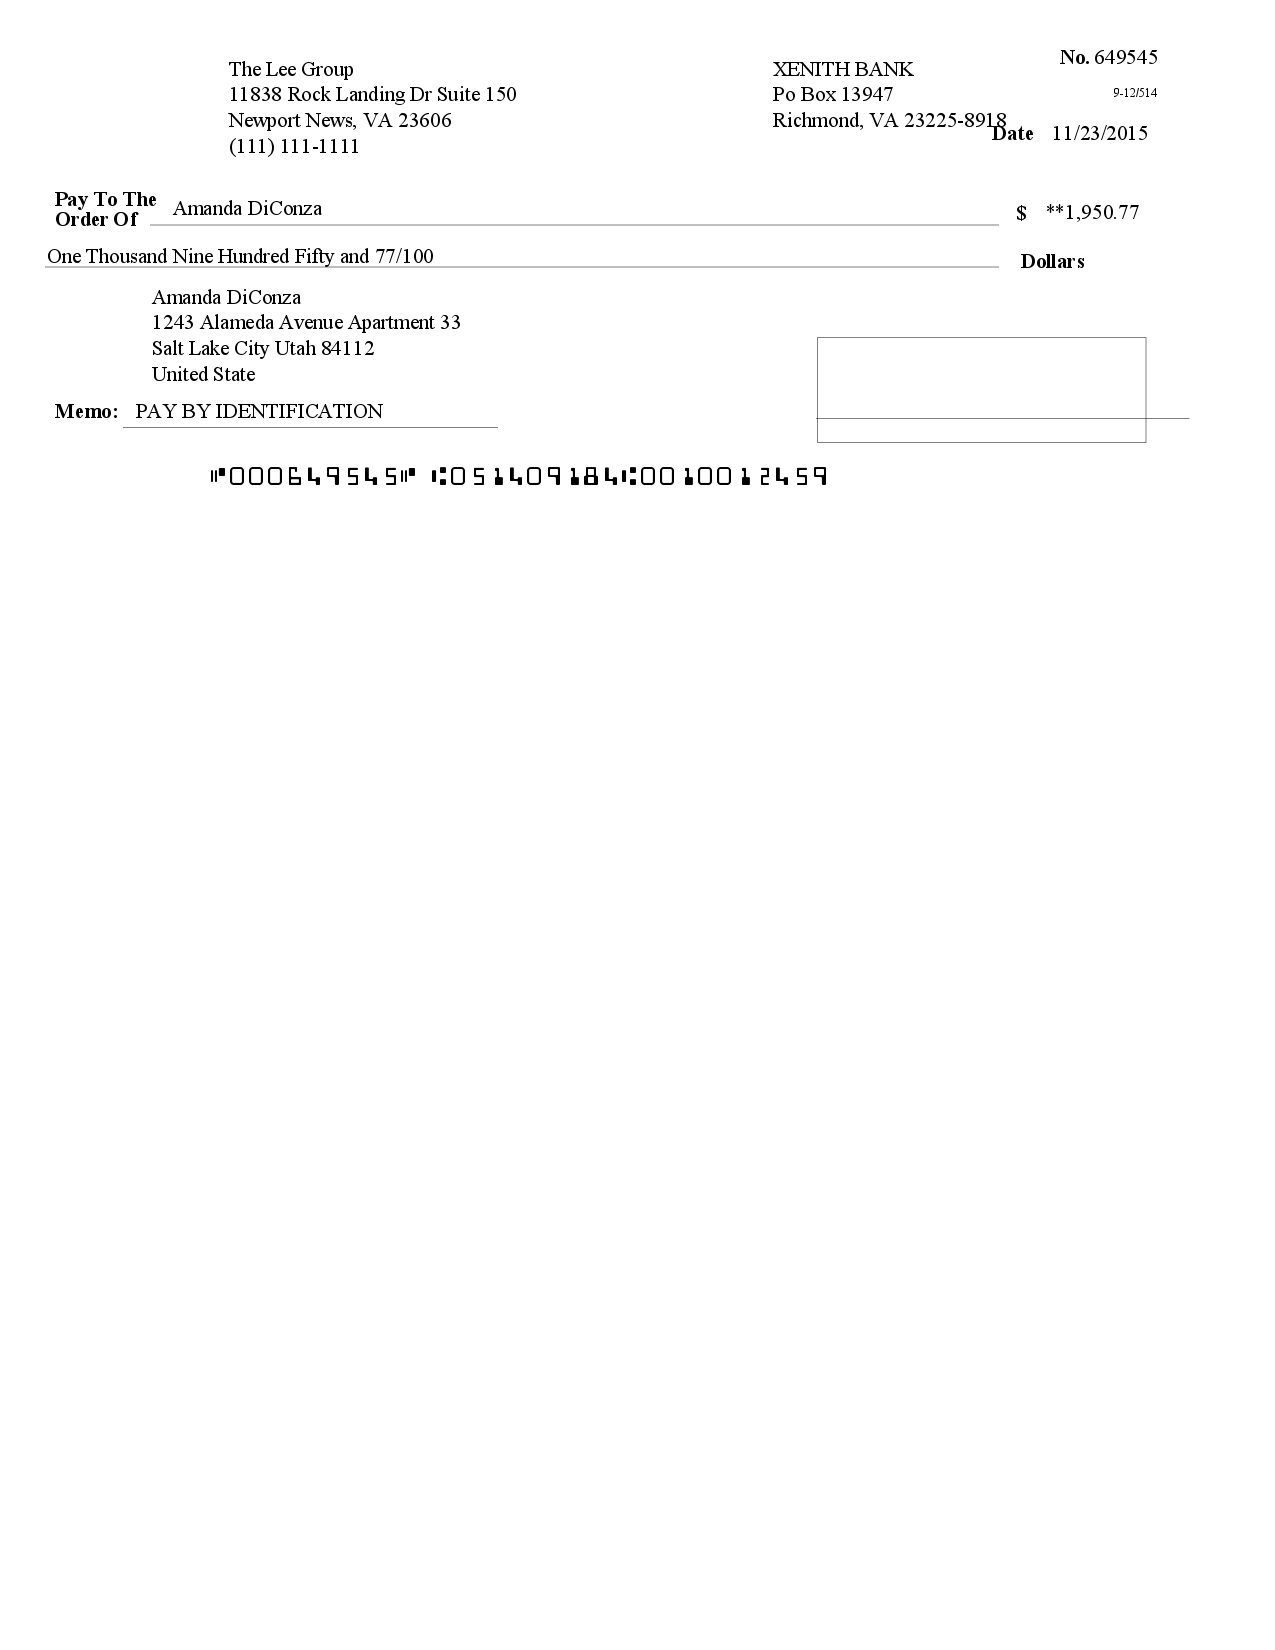 The Lee Group
11838 Rock Landing Dr Suite 150
Newport News, VA 23606
(111) 111-1111
XENITH BANK
Po Box 13947
Richmond, VA 23225-8918
No. 649545
9-12/514
Date 11/23/2015
Pay To The
Order Of Amanda DiConza $ **1,950.77
One Thousand Nine Hundred Fifty and 77/100 Dollars
Amanda DiConza
1243 Alameda Avenue Apartment 33
Salt Lake City Utah 84112
United State
Memo: PAY BY IDENTIFICATION
⑈000649545⑈ ⑆051409184⑆0010012459